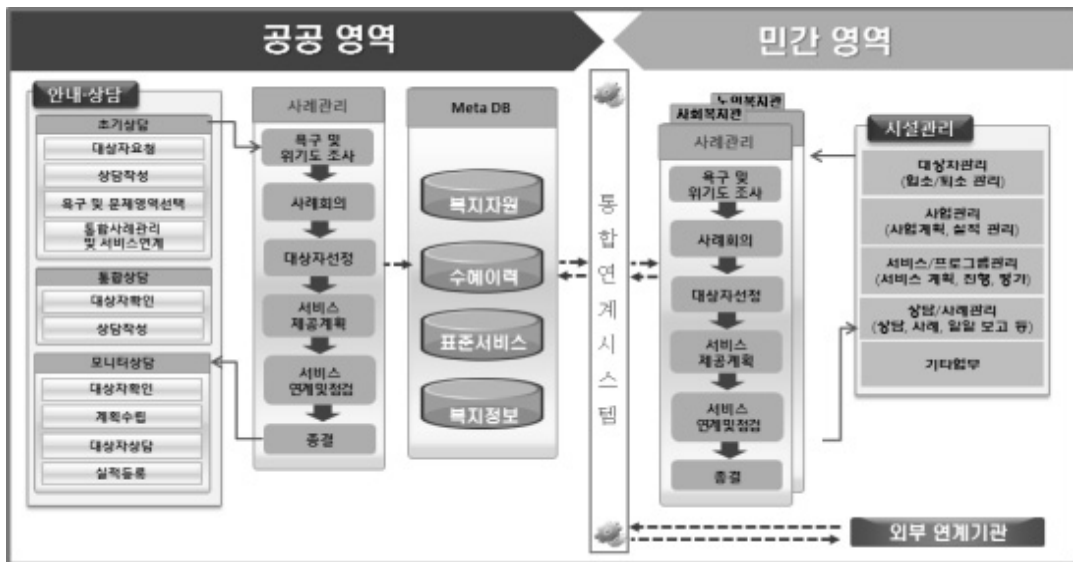 공공 영역
민간 영역
안내·상담
초기상담
대상자요청
상담작성
욕구 및 문제영역선택
통합사례관리
및 서비스연계
통합상담
대상자확인
상담작성
모니터상담
대상자확인
계획수립
대상자상담
실적등록
사례관리
욕구 및
위기도 조사
사례회의
대상자선정
서비스
제공계획
서비스
연계및점검
종결
Meta DB
복지자원
수혜이력
표준서비스
복지정보
통
합
연
계
시
스
템
노인복지관
사회복지관
사례관리
욕구 및
위기도 조사
사례회의
대상자선정
서비스
제공계획
서비스
연계및점검
종결
시설관리
대상자관리
(입소/퇴소 관리)
사업관리
(사업계획, 실적 관리)
서비스/프로그램관리
(서비스 계획, 진행, 평가)
상담/사례관리
(상담, 사례, 일일 보고 등)
기타업무
외부 연계기관